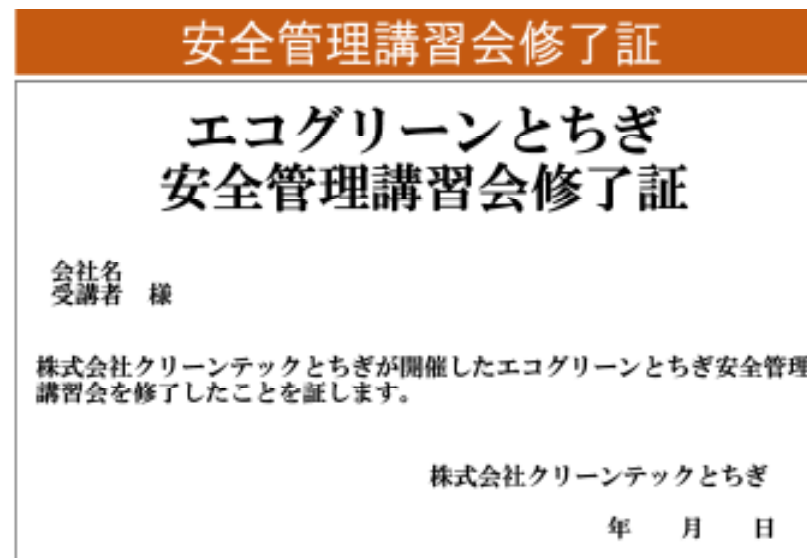 安全管理講習会修了証
エコグリーンとちぎ
安全管理講習会修了証
会社名
受講者　様
株式会社クリーンテックとちぎが開催したエコグリーンとちぎ安全管理
講習会を修了したことを証します。
株式会社クリーンテックとちぎ
年　月　日